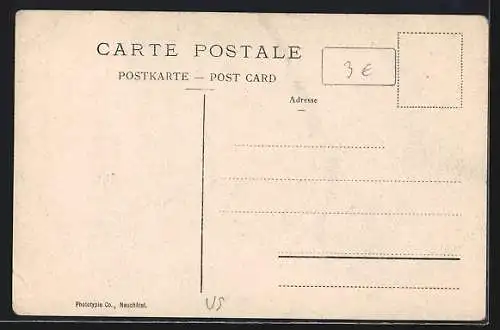 CARTE POSTALE
POSTKARTE — POST CARD
3 €
Adresse
Phototypie Co., Neuchâtel.
US